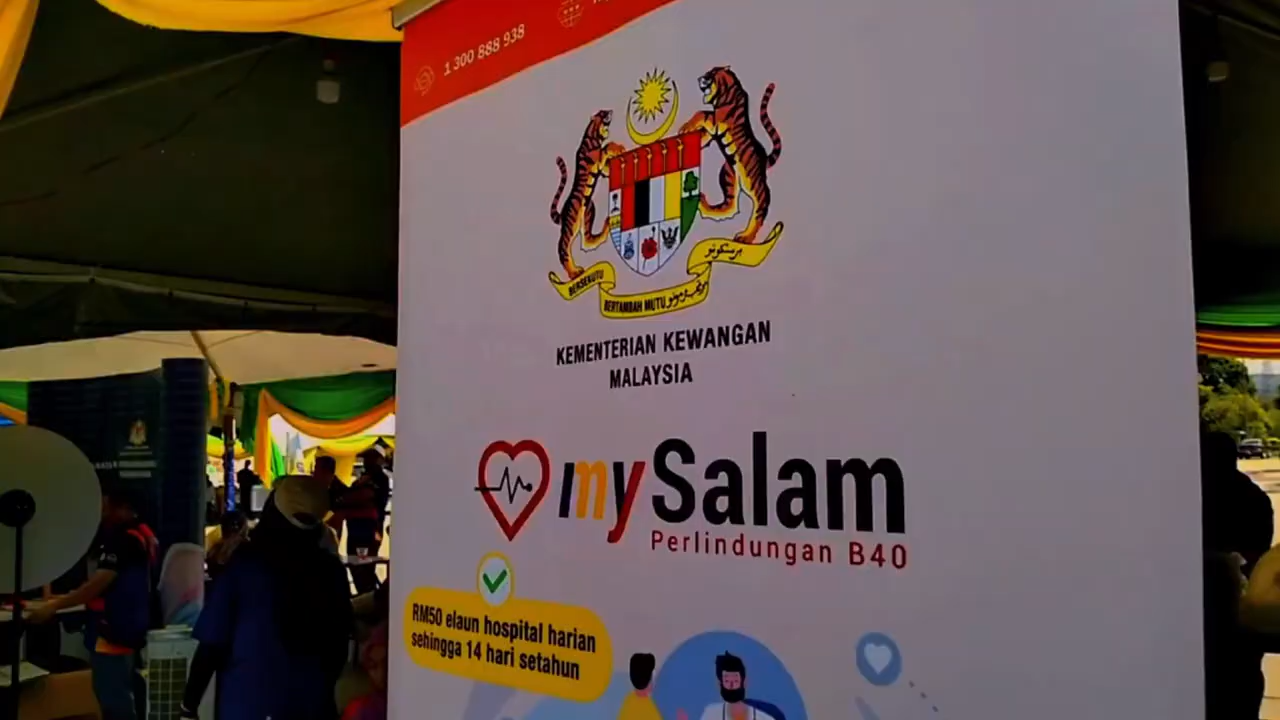 1 300 888 938
BERSEKUTU
BERTAMBAH MUTU
KEMENTERIAN KEWANGAN
MALAYSIA
mySalam
Perlindungan B40
RM50 elaun hospital harian
sehingga 14 hari setahun